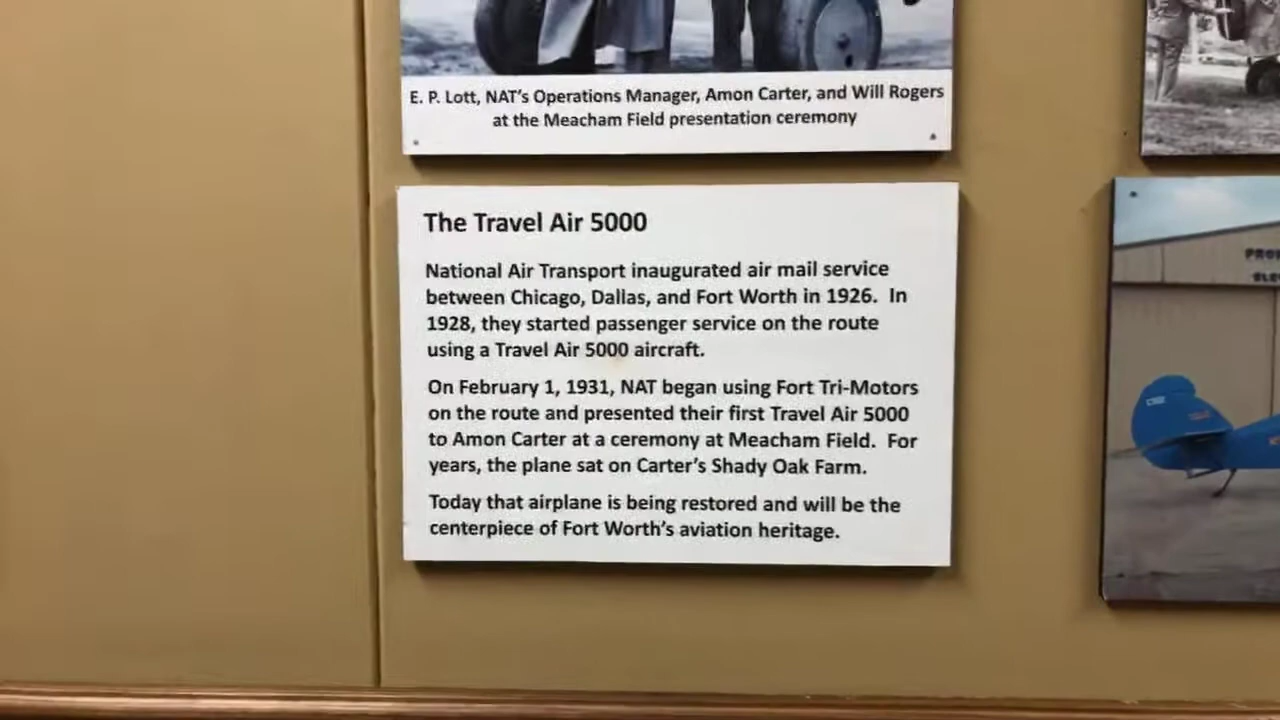 E. P. Lott, NAT's Operations Manager, Amon Carter, and Will Rogers
at the Meacham Field presentation ceremony
The Travel Air 5000
National Air Transport inaugurated air mail service
between Chicago, Dallas, and Fort Worth in 1926. In
1928, they started passenger service on the route
using a Travel Air 5000 aircraft.
On February 1, 1931, NAT began using Fort Tri-Motors
on the route and presented their first Travel Air 5000
to Amon Carter at a ceremony at Meacham Field. For
years, the plane sat on Carter's Shady Oak Farm.
Today that airplane is being restored and will be the
centerpiece of Fort Worth's aviation heritage.